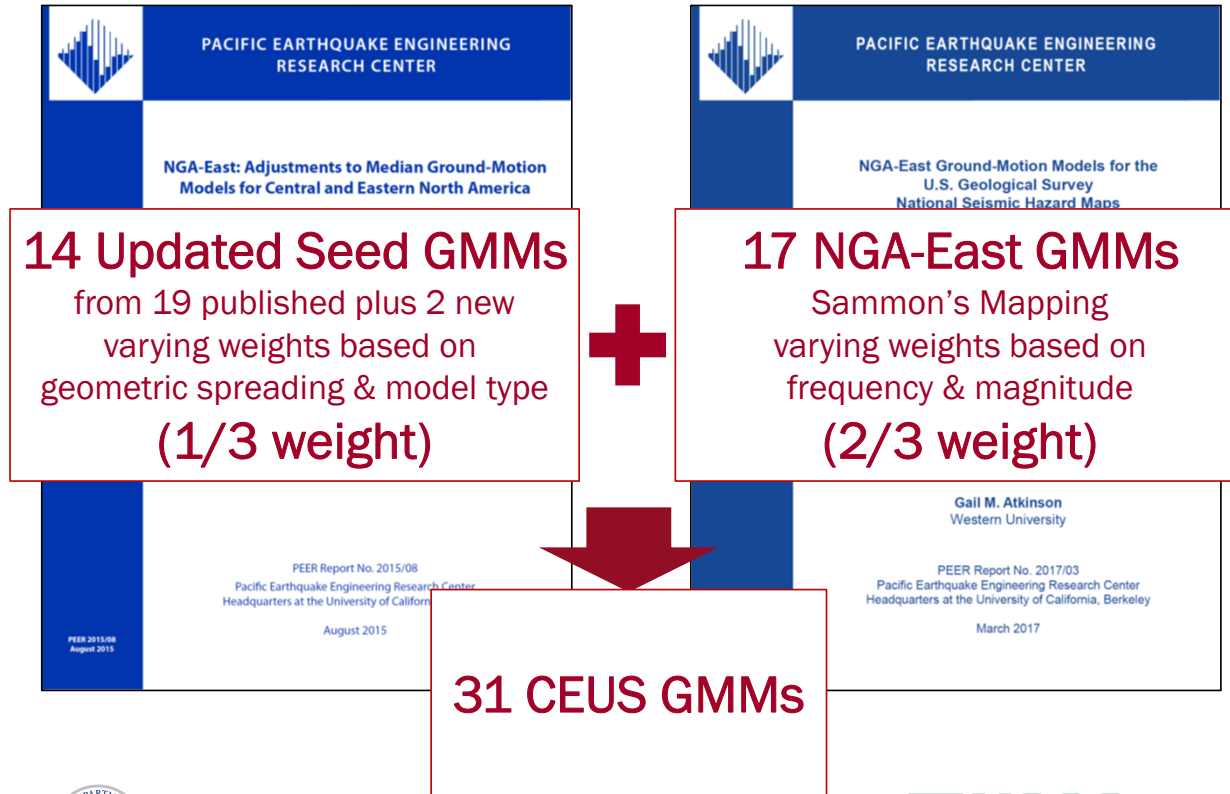 PACIFIC EARTHQUAKE ENGINEERING
RESEARCH CENTER
NGA-East: Adjustments to Median Ground-Motion
Models for Central and Eastern North America
14 Updated Seed GMMs
from 19 published plus 2 new
varying weights based on
geometric spreading & model type
(1/3 weight)
PEER Report No. 2015/08
Pacific Earthquake Engineering Research Center
Headquarters at the University of Californ
August 2015
PEER 2015/08
August 2015
PACIFIC EARTHQUAKE ENGINEERING
RESEARCH CENTER
NGA-East Ground-Motion Models for the
U.S. Geological Survey
National Seismic Hazard Maps
17 NGA-East GMMs
Sammon's Mapping
varying weights based on
frequency & magnitude
(2/3 weight)
Gail M. Atkinson
Western University
PEER Report No. 2017/03
Pacific Earthquake Engineering Research Center
Headquarters at the University of California, Berkeley
March 2017
31 CEUS GMMs